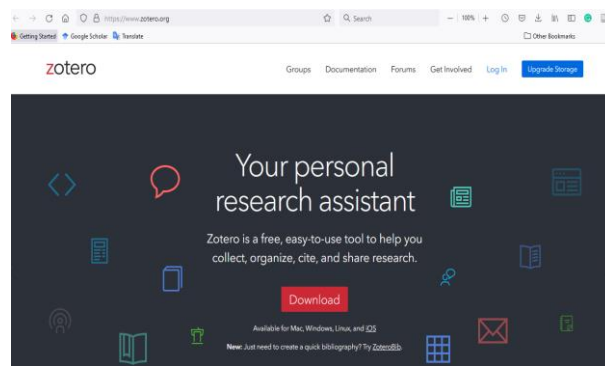 https://www.zotero.org
Search
100%
Getting Started
Google Scholar
Translate
Other Bookmarks
zotero
Groups
Documentation
Forums
Get Involved
Log In
Upgrade Storage
Your personal
research assistant
Zotero is a free, easy-to-use tool to help you
collect, organize, cite, and share research.
Download
Available for Mac, Windows, Linux, and iOS
New: Just need to create a quick bibliography? Try ZoteroBib.